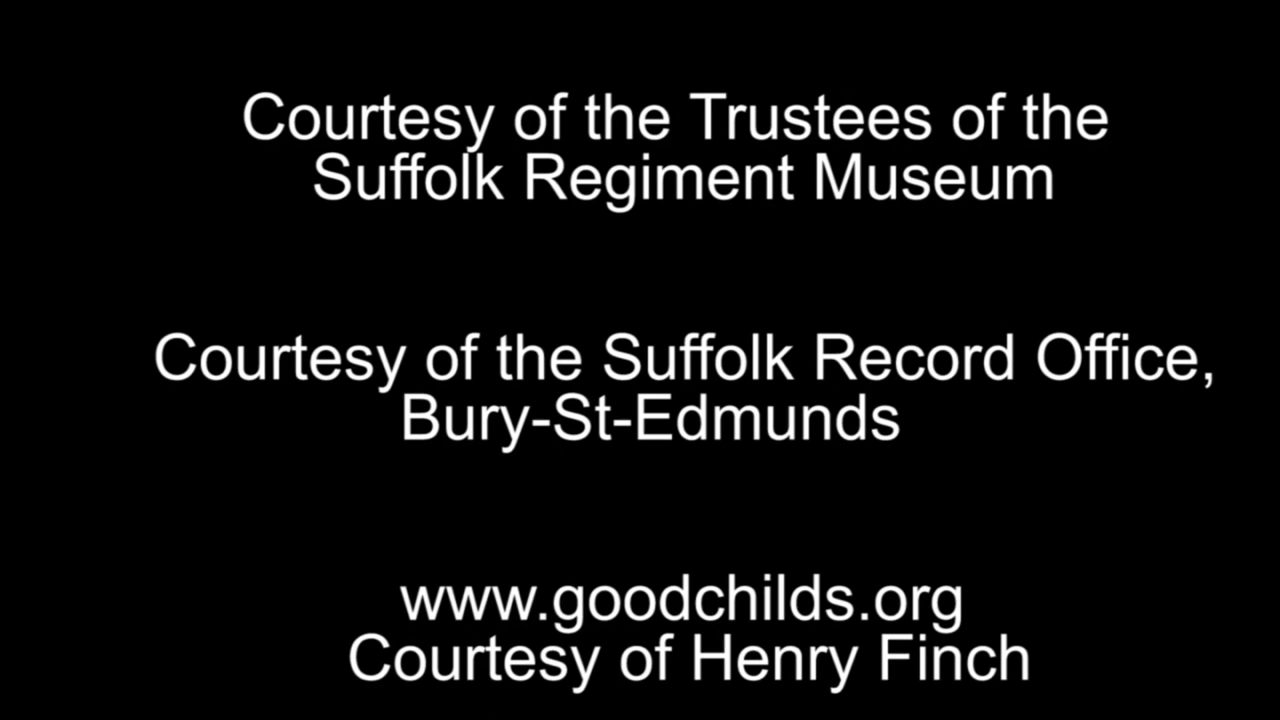 Courtesy of the Trustees of the
Suffolk Regiment Museum
Courtesy of the Suffolk Record Office,
Bury-St-Edmunds
www.goodchilds.org
Courtesy of Henry Finch